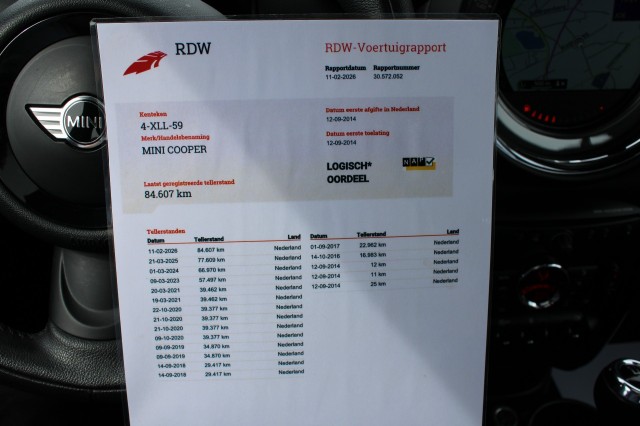 RDW
RDW-Voertuigrapport
Rapportdatum Rapportnummer
11-02-2026 30.572.052
Kenteken
4-XLL-59
Merk/Handelsbenaming
MINI COOPER
Laatst geregistreerde tellerstand
84.607 km
Datum eerste afgifte in Nederland
12-09-2014
Datum eerste toelating
12-09-2014
LOGISCH*
OORDEEL
NAP
MINI
Tellerstanden
Datum Tellerstand Land
11-02-2026 84.607 km Nederland
21-03-2025 77.609 km Nederland
01-03-2024 66.970 km Nederland
09-03-2023 57.497 km Nederland
20-03-2021 39.462 km Nederland
19-03-2021 39.462 km Nederland
22-10-2020 39.377 km Nederland
21-10-2020 39.377 km Nederland
21-10-2020 39.377 km Nederland
09-10-2020 39.377 km Nederland
09-09-2019 34.870 km Nederland
09-09-2019 34.870 km Nederland
14-09-2018 29.417 km Nederland
14-09-2018 29.417 km Nederland
Datum Tellerstand Land
01-09-2017 22.962 km Nederland
14-10-2016 16.983 km Nederland
12-09-2014 12 km Nederland
12-09-2014 11 km Nederland
12-09-2014 25 km Nederland